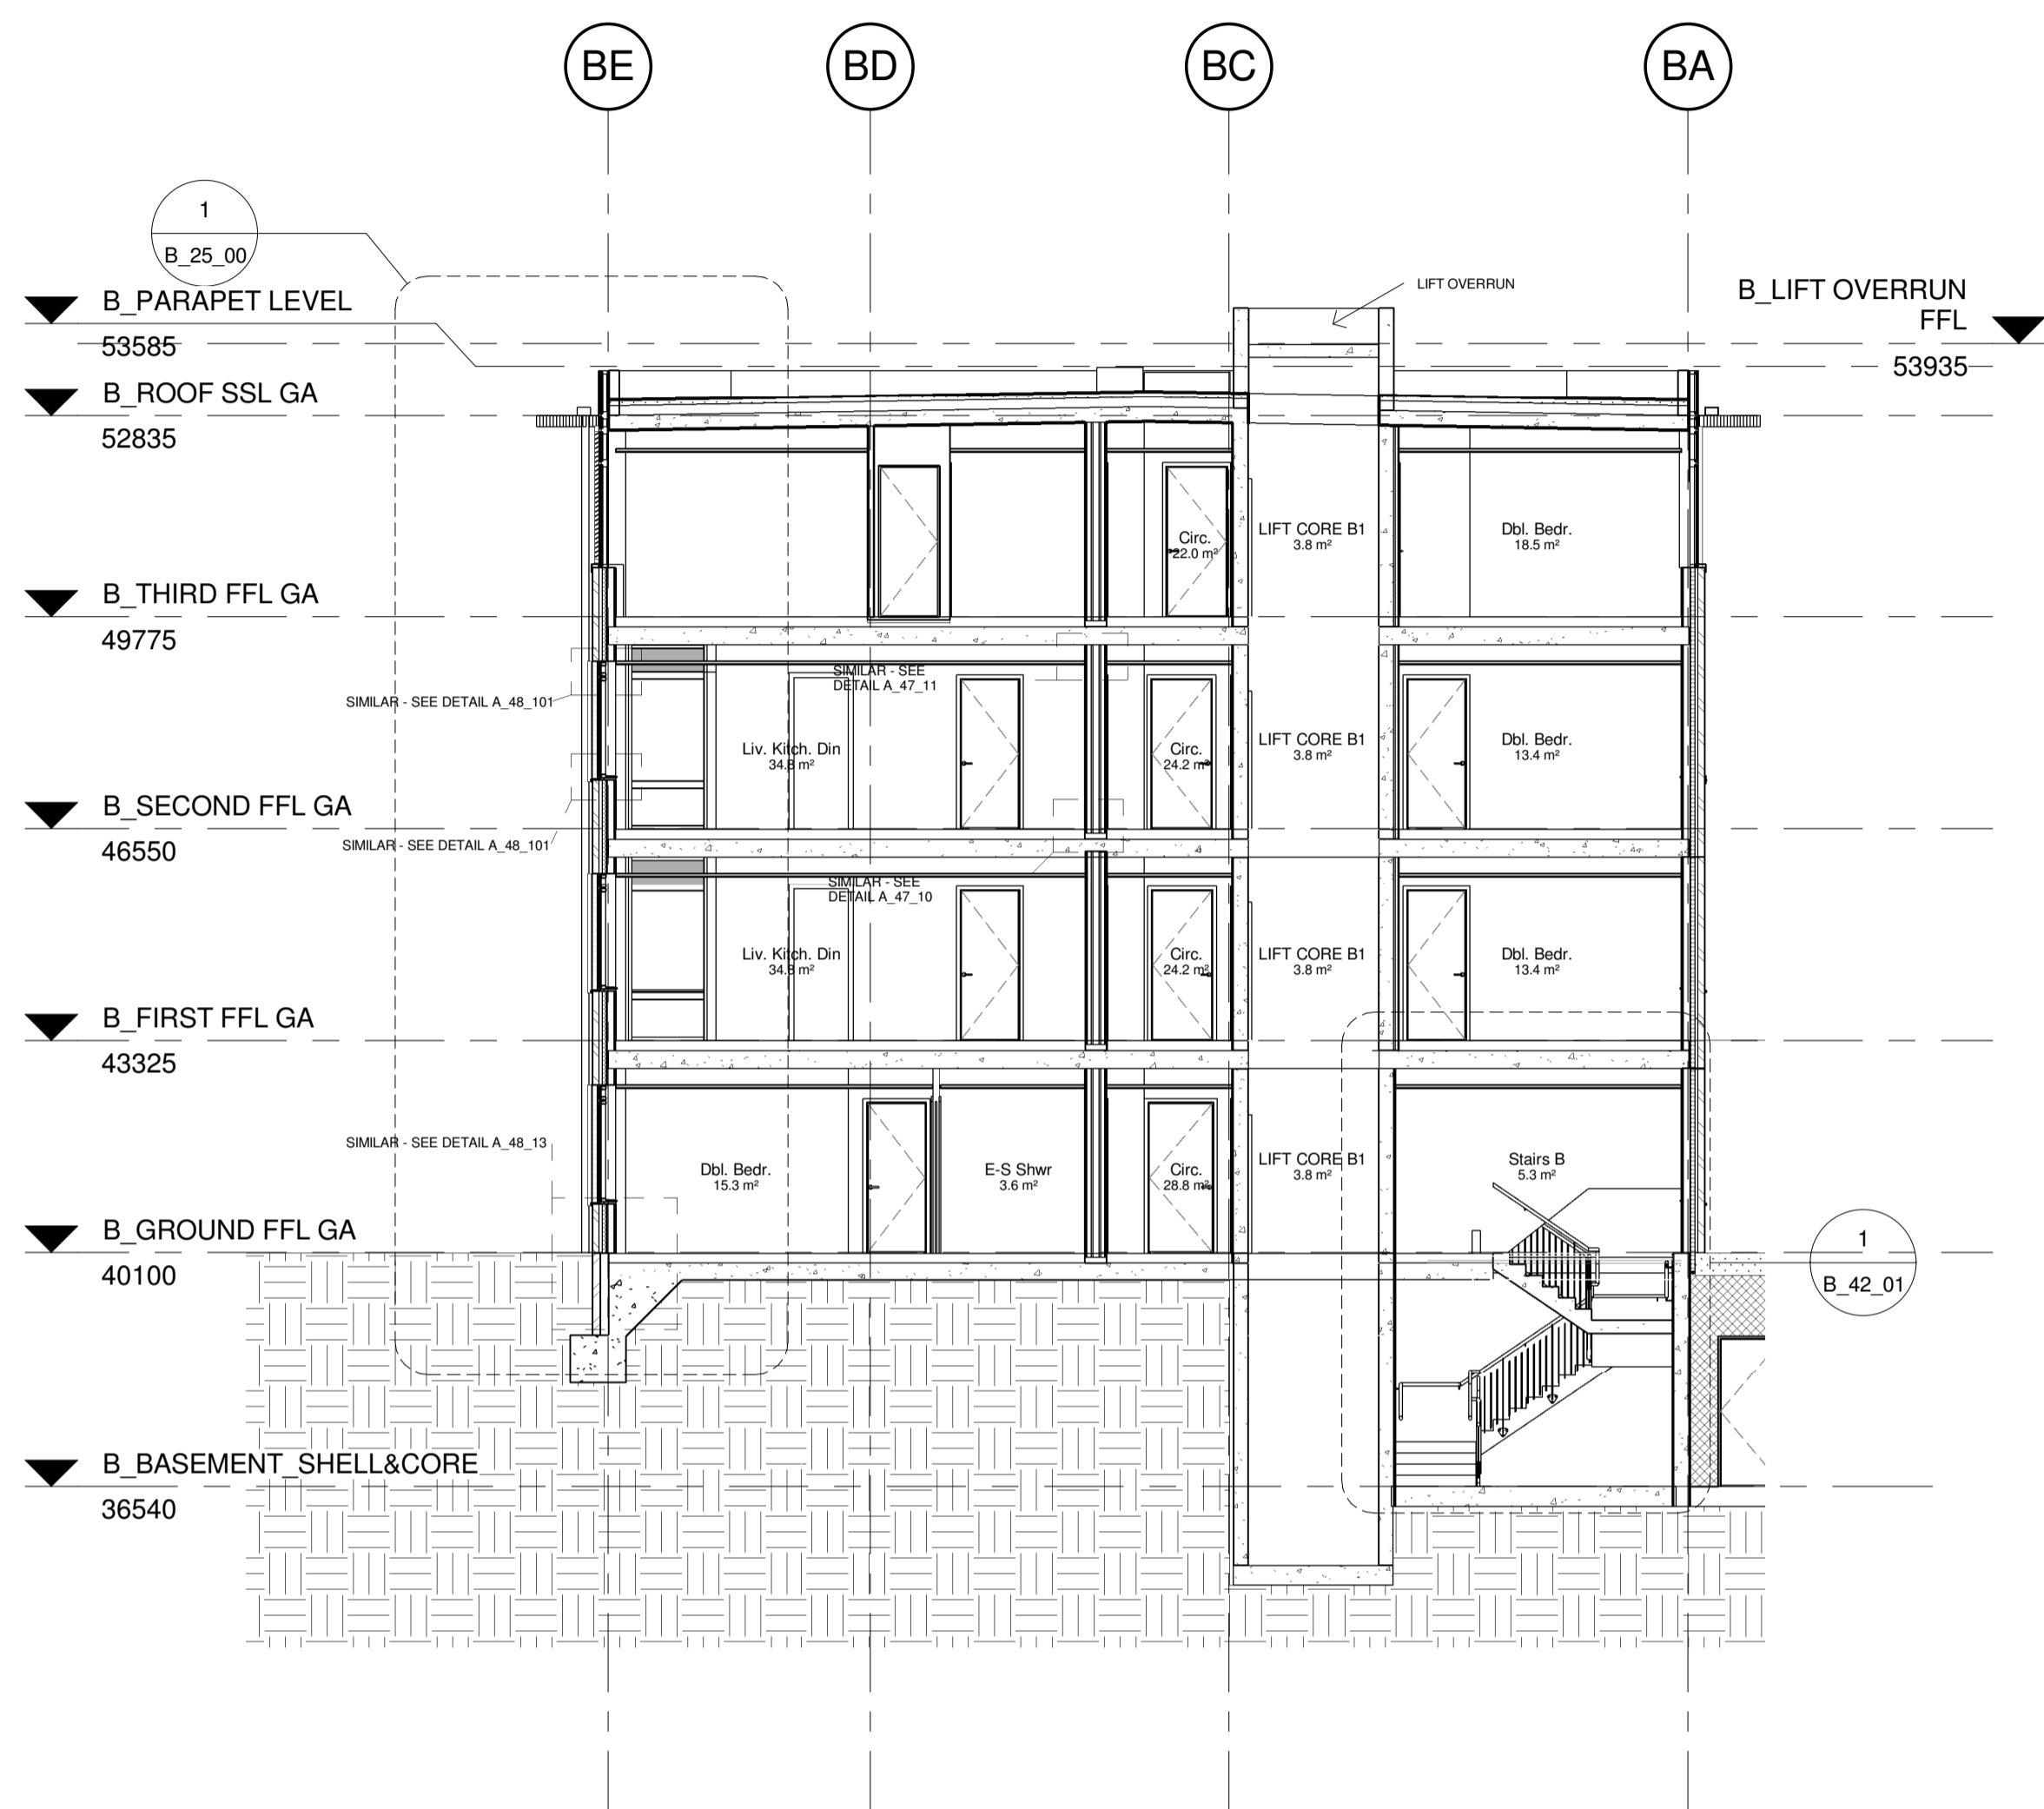 BE
BD
BC
BA
1
B_25_00
LIFT OVERRUN
B_PARAPET LEVEL
53585
B_LIFT OVERRUN
FFL
53935
B_ROOF SSL GA
52835
Circ.
22.0 m²
LIFT CORE B1
3.8 m²
Dbl. Bedr.
18.5 m²
B_THIRD FFL GA
49775
SIMILAR - SEE
DETAIL A_47_11
SIMILAR - SEE DETAIL A_48_101
Liv. Kitch. Din
34.8 m²
Circ.
24.2 m²
LIFT CORE B1
3.8 m²
Dbl. Bedr.
13.4 m²
B_SECOND FFL GA
46550
SIMILAR - SEE DETAIL A_48_101
SIMILAR - SEE
DETAIL A_47_10
Liv. Kitch. Din
34.8 m²
Circ.
24.2 m²
LIFT CORE B1
3.8 m²
Dbl. Bedr.
13.4 m²
B_FIRST FFL GA
43325
SIMILAR - SEE DETAIL A_48_13
Dbl. Bedr.
15.3 m²
E-S Shwr
3.6 m²
Circ.
28.8 m²
LIFT CORE B1
3.8 m²
Stairs B
5.3 m²
B_GROUND FFL GA
40100
1
B_42_01
B_BASEMENT_SHELL&CORE
36540